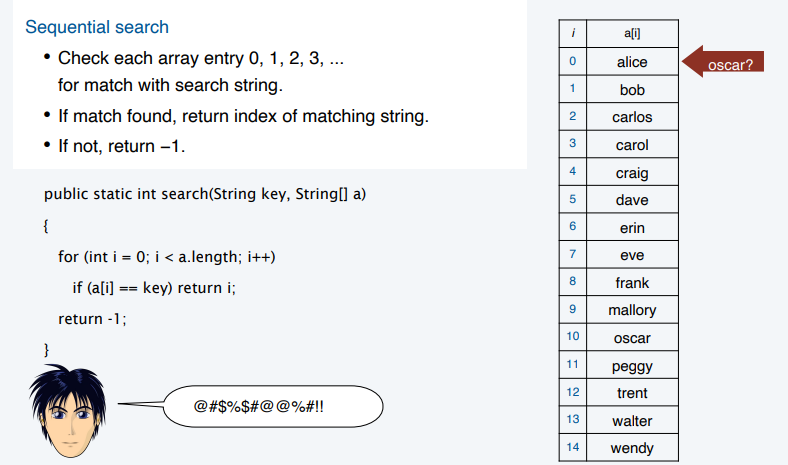 Sequential search
• Check each array entry 0, 1, 2, 3, ...
for match with search string.
• If match found, return index of matching string.
• If not, return −1.
public static int search(String key, String[] a)
{
for (int i = 0; i < a.length; i++)
if (a[i] == key) return i;
return -1;
}
@#$%$#@@%#!!
i a[i]
0 alice
oscar?
1 bob
2 carlos
3 carol
4 craig
5 dave
6 erin
7 eve
8 frank
9 mallory
10 oscar
11 peggy
12 trent
13 walter
14 wendy